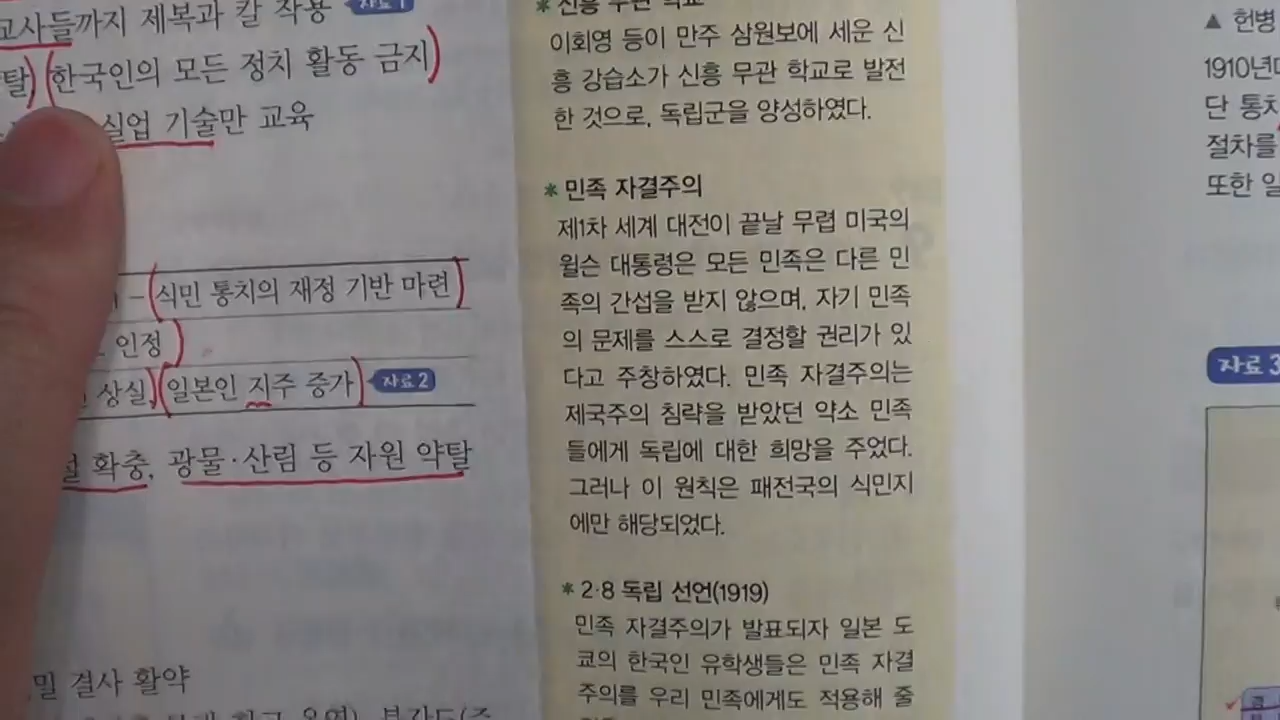 교사들까지 제복과 칼 착용 자료1
탈) (한국인의 모든 정치 활동 금지)
실업 기술만 교육
- (식민 통치의 재정 기반 마련)
인정)
상실) (일본인 지주 증가) 자료2
확충, 광물·산림 등 자원 약탈
결사 활약
* 신흥 무관 학교
이회영 등이 만주 삼원보에 세운 신
흥 강습소가 신흥 무관 학교로 발전
한 것으로, 독립군을 양성하였다.
* 민족 자결주의
제1차 세계 대전이 끝날 무렵 미국의
윌슨 대통령은 모든 민족은 다른 민
족의 간섭을 받지 않으며, 자기 민족
의 문제를 스스로 결정할 권리가 있
다고 주창하였다. 민족 자결주의는
제국주의 침략을 받았던 약소 민족
들에게 독립에 대한 희망을 주었다.
그러나 이 원칙은 패전국의 식민지
에만 해당되었다.
* 2·8 독립 선언(1919)
민족 자결주의가 발표되자 일본 도
쿄의 한국인 유학생들은 민족 자결
주의를 우리 민족에게도 적용해 줄
▲ 헌병
1910년대
단 통치
절차를
또한 일
자료 3